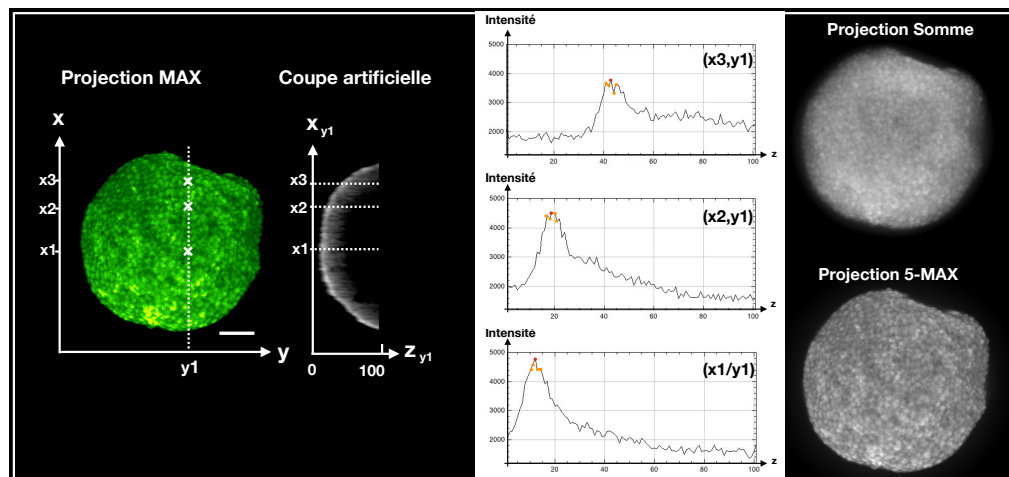 Projection MAX
Coupe artificielle
x
x3
x2
x1
y1
y
x y1
x3
x2
x1
0
100
z y1
Intensité
(x3,y1)
5000
4000
3000
2000
20
40
60
80
100
z
Intensité
(x2,y1)
5000
4000
3000
2000
20
40
60
80
100
z
Intensité
(x1/y1)
5000
4000
3000
2000
20
40
60
80
100
z
Projection Somme
Projection 5-MAX